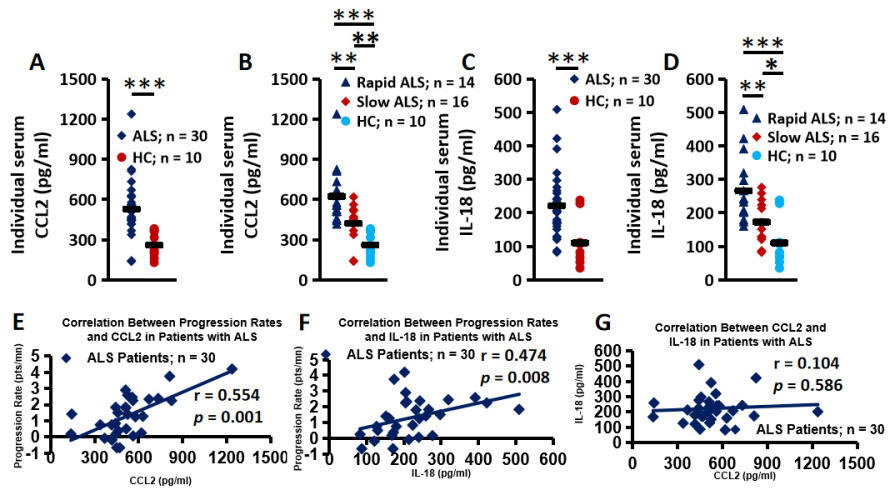 A
Individual serum
CCL2 (pg/ml)
1500
1200
900
600
300
0
***
ALS; n = 30
HC; n = 10
B
Individual serum
CCL2 (pg/ml)
1500
1200
900
600
300
0
***
**
**
Rapid ALS; n = 14
Slow ALS; n = 16
HC; n = 10
C
Individual serum
IL-18 (pg/ml)
600
500
400
300
200
100
0
***
ALS; n = 30
HC; n = 10
D
Individual serum
IL-18 (pg/ml)
600
500
400
300
200
100
0
***
*
**
Rapid ALS; n = 14
Slow ALS; n = 16
HC; n = 10
E
Correlation Between Progression Rates
and CCL2 in Patients with ALS
Progression Rate (pts/mn)
5
4
3
2
1
0
-1
ALS Patients; n = 30
r = 0.554
p = 0.001
0
300
600
900
1200
1500
CCL2 (pg/ml)
F
Correlation Between Progression Rates
and IL-18 in Patients with ALS
Progression Rate (pts/mn)
5
4
3
2
1
0
-1
ALS Patients; n = 30
r = 0.474
p = 0.008
0
100
200
300
400
500
600
IL-18 (pg/ml)
G
Correlation Between CCL2 and
IL-18 in Patients with ALS
IL-18 (pg/ml)
600
500
400
300
200
100
0
r = 0.104
p = 0.586
ALS Patients; n = 30
0
300
600
900
1200
1500
CCL2 (pg/ml)